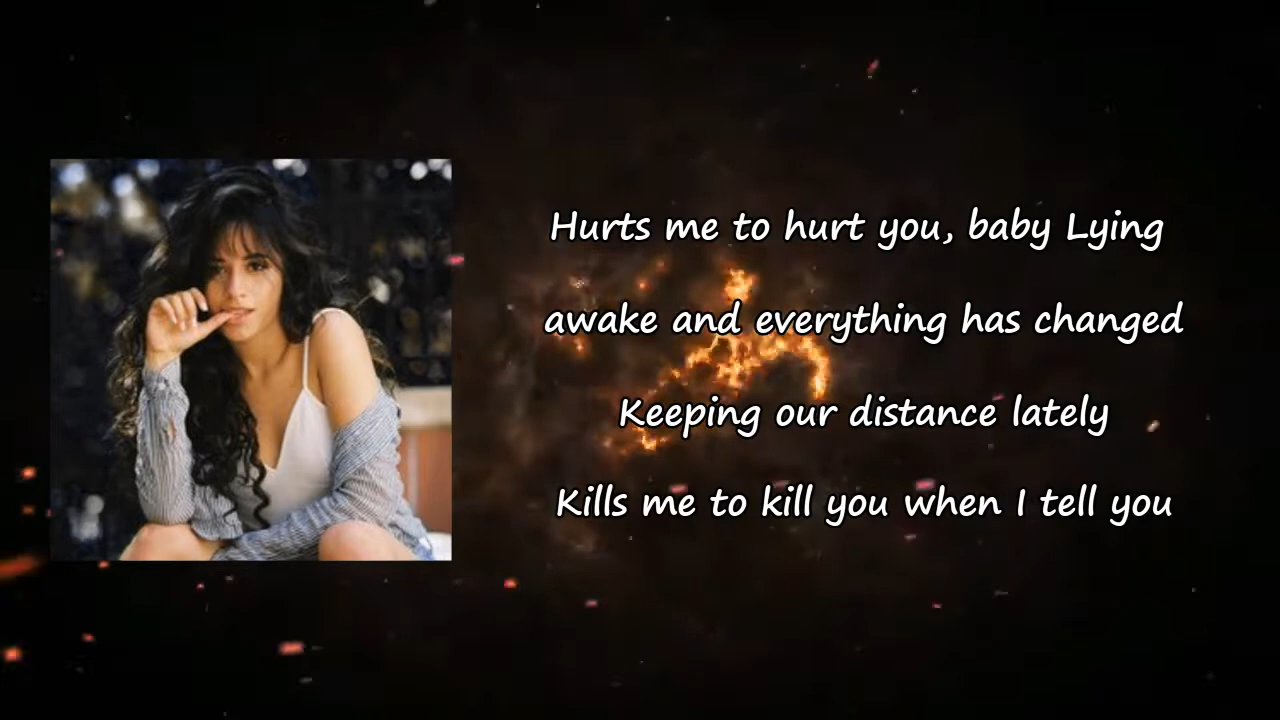 Hurts me to hurt you, baby Lying
awake and everything has changed
Keeping our distance lately
Kills me to kill you when I tell you